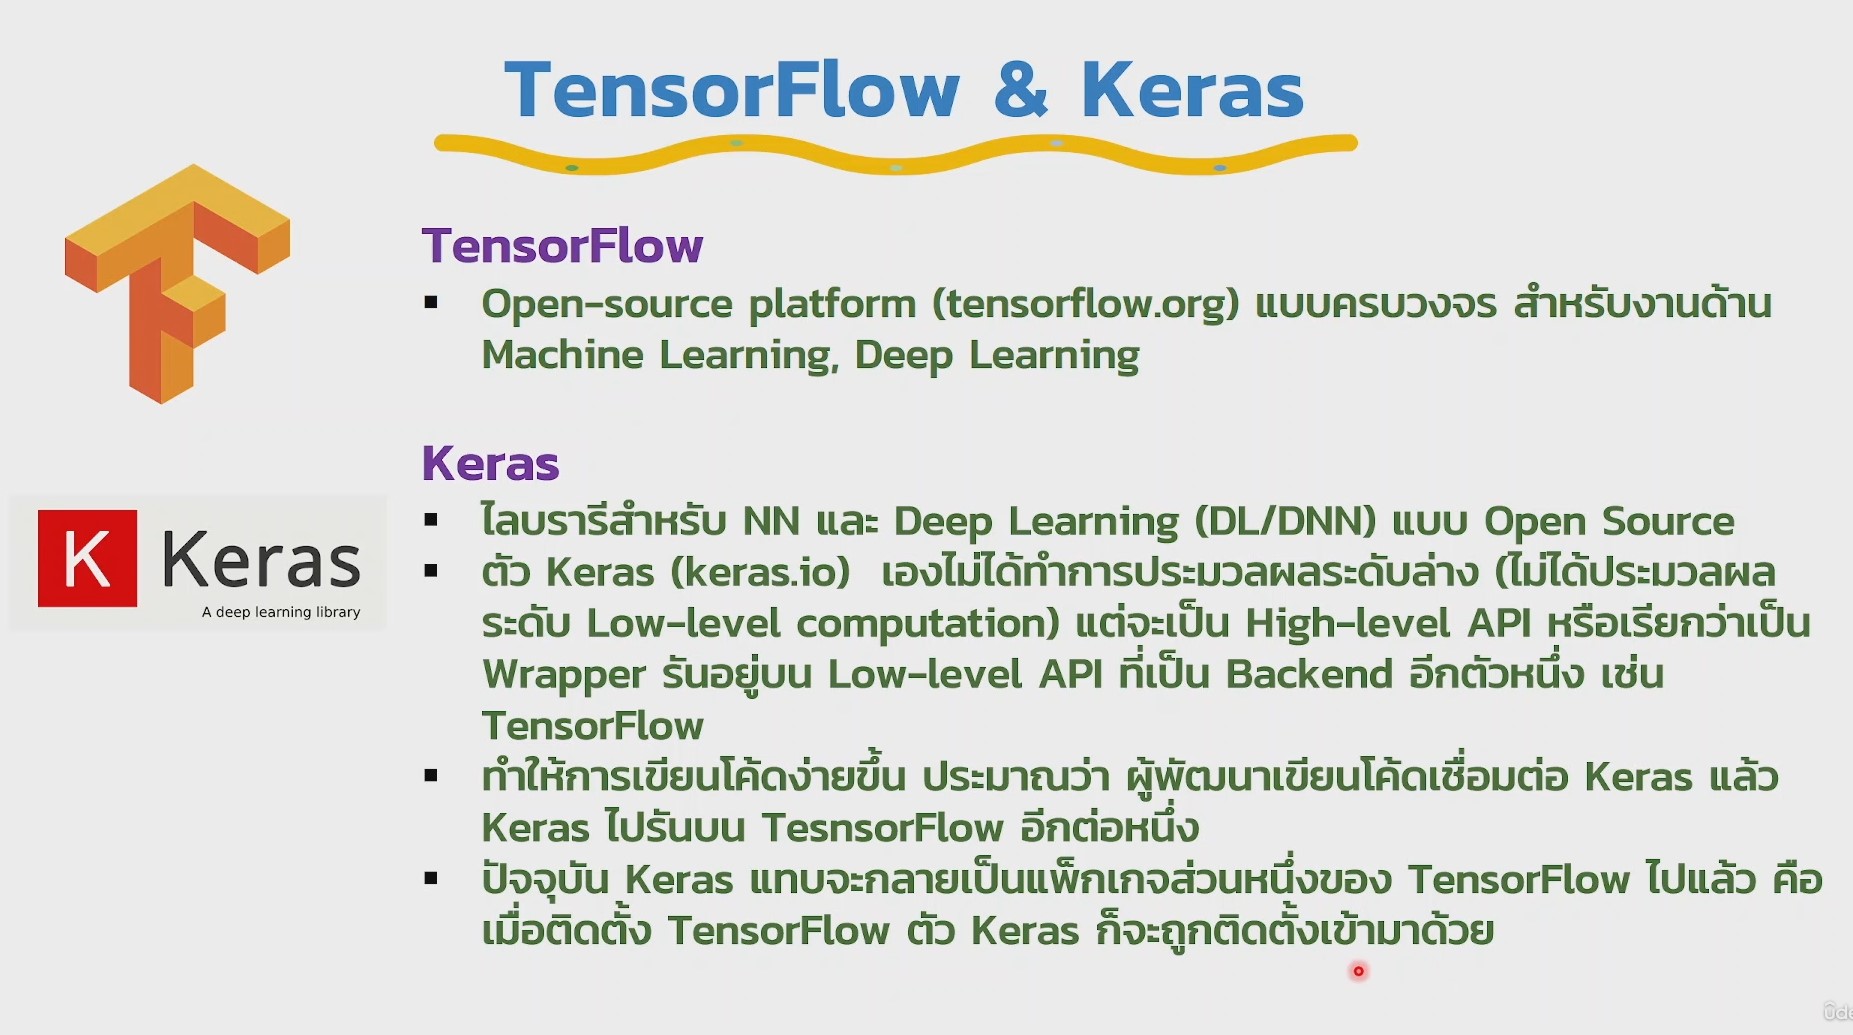 TensorFlow & Keras
TensorFlow
▪ Open-source platform (tensorflow.org) แบบครบวงจร สำหรับงานด้าน
Machine Learning, Deep Learning
Keras
▪ ไลบรารีสำหรับ NN และ Deep Learning (DL/DNN) แบบ Open Source
▪ ตัว Keras (keras.io) เองไม่ได้ทำการประมวลผลระดับล่าง (ไม่ได้ประมวลผล
ระดับ Low-level computation) แต่จะเป็น High-level API หรือเรียกว่าเป็น
Wrapper รันอยู่บน Low-level API ที่เป็น Backend อีกตัวหนึ่ง เช่น
TensorFlow
▪ ทำให้การเขียนโค้ดง่ายขึ้น ประมาณว่า ผู้พัฒนาเขียนโค้ดเชื่อมต่อ Keras แล้ว
Keras ไปรันบน TesnsorFlow อีกต่อหนึ่ง
▪ ปัจจุบัน Keras แทบจะกลายเป็นแพ็กเกจส่วนหนึ่งของ TensorFlow ไปแล้ว คือ
เมื่อติดตั้ง TensorFlow ตัว Keras ก็จะถูกติดตั้งเข้ามาด้วย
K Keras
A deep learning library